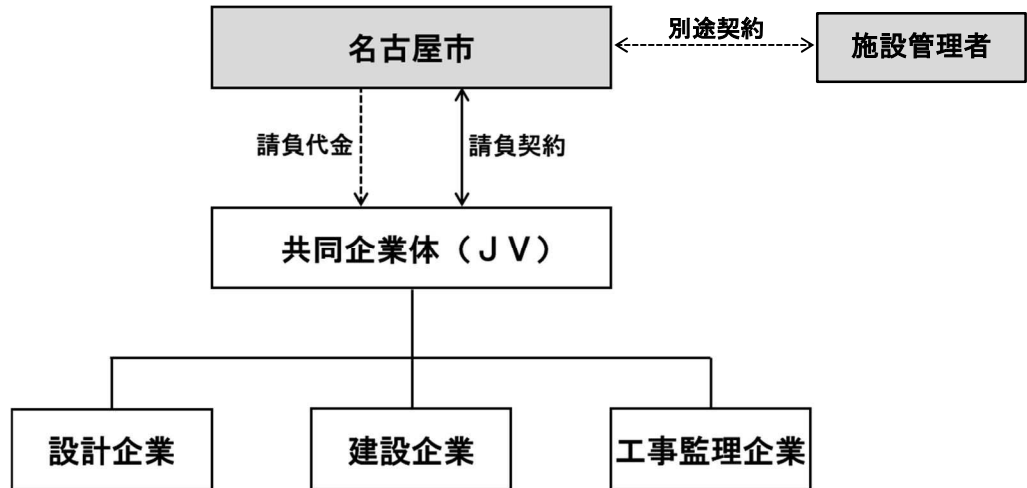 名古屋市
別途契約
施設管理者
請負代金
請負契約
共同企業体（ＪＶ）
設計企業
建設企業
工事監理企業